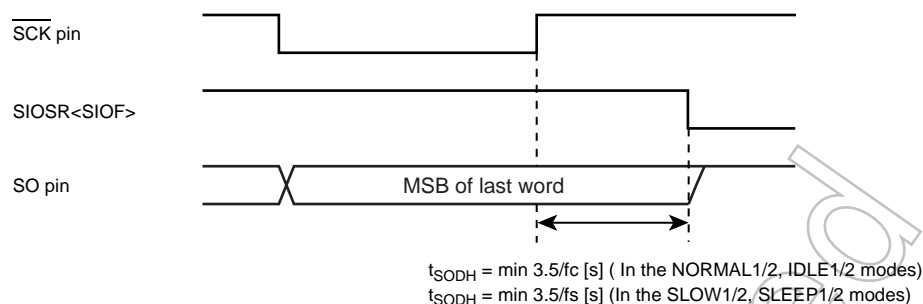 SCK pin
SIOSR<SIOF>
SO pin
MSB of last word
tSODH = min 3.5/fc [s] ( In the NORMAL1/2, IDLE1/2 modes)
tSODH = min 3.5/fs [s] (In the SLOW1/2, SLEEP1/2 modes)